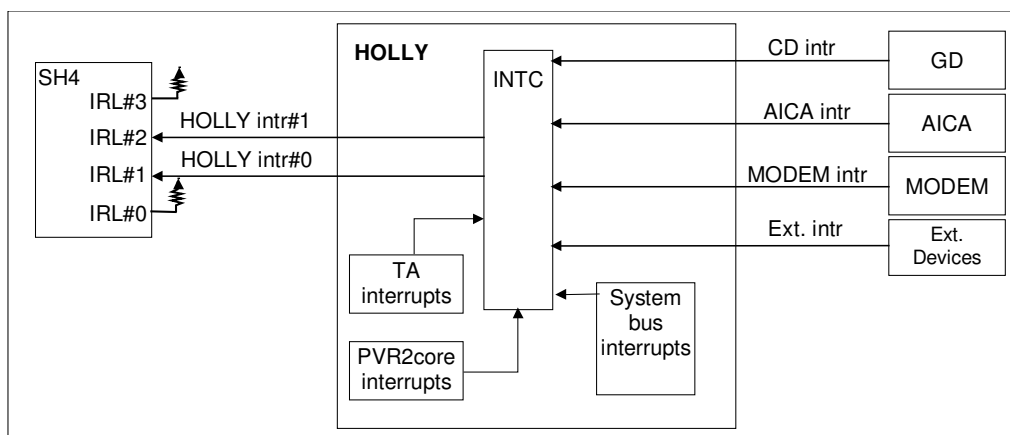 SH4
IRL#3
IRL#2
IRL#1
IRL#0
HOLLY intr#1
HOLLY intr#0
HOLLY
INTC
TA
interrupts
PVR2core
interrupts
System
bus
interrupts
CD intr
AICA intr
MODEM intr
Ext. intr
GD
AICA
MODEM
Ext.
Devices